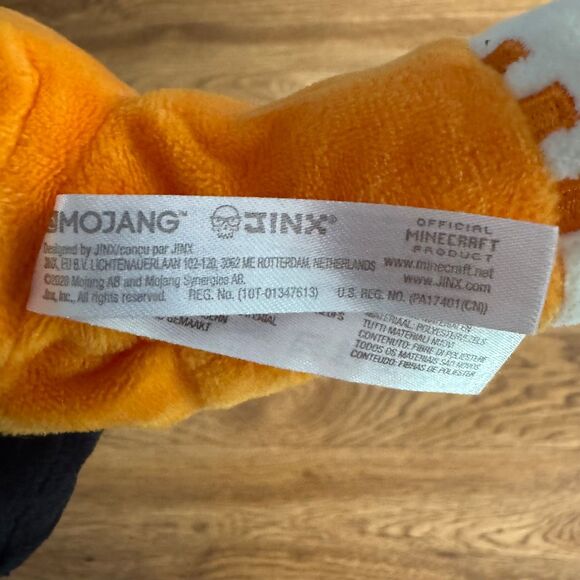 MOJANG™ JINX®
OFFICIAL
MINECRAFT
PRODUCT
www.minecraft.net
www.JINX.com
Designed by JINX/conçu par JINX
JINX, EU B.V. LICHTENAUERLAAN 102-120, 3062 ME ROTTERDAM, NETHERLANDS
©2020 Mojang AB and Mojang Synergies AB.
Jinx, Inc., All rights reserved. REG. No. (10T-01347613) U.S. REG. No. (PA17401(CN))
GEMAAKT
TUTTI MATERIALI NUOVI
CONTENUTO: FIBRE DI POLIESTERE
TODOS OS MATERIAIS SÃO NOVOS
CONTEÚDO: FIBRAS DE POLIÉSTER